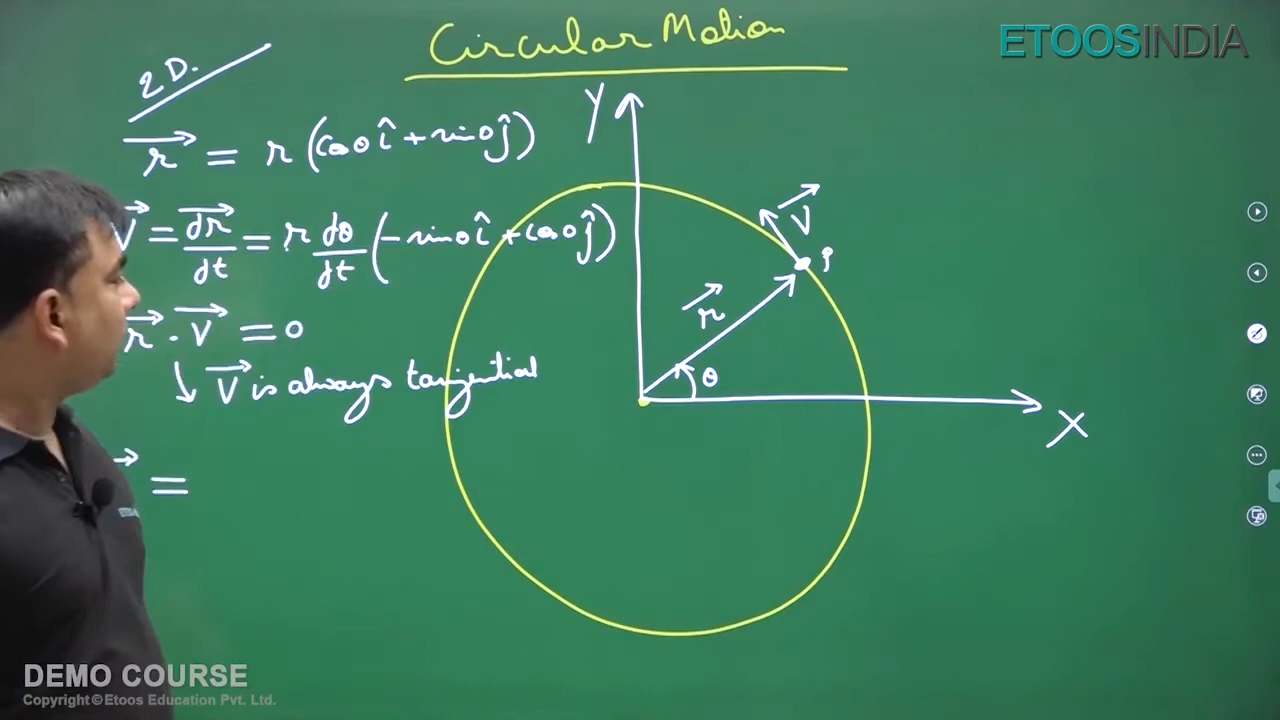 Circular Motion
ETOOSINDIA
2D.
r⃗ = r (cosθ î + sinθ ĵ)
V⃗ = dr⃗/dt = r dθ/dt (-sinθ î + cosθ ĵ)
r⃗ . V⃗ = 0
↓ V⃗ is always tangential
=
Y
V⃗
P
r⃗
θ
X
DEMO COURSE
Copyright © Etoos Education Pvt. Ltd.